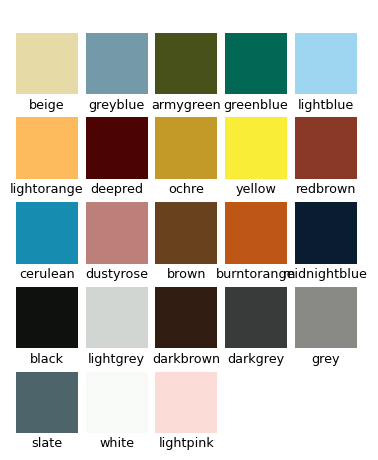 beige greyblue armygreen greenblue lightblue
lightorange deepred ochre yellow redbrown
cerulean dustyrose brown burntorange midnightblue
black lightgrey darkbrown darkgrey grey
slate white lightpink